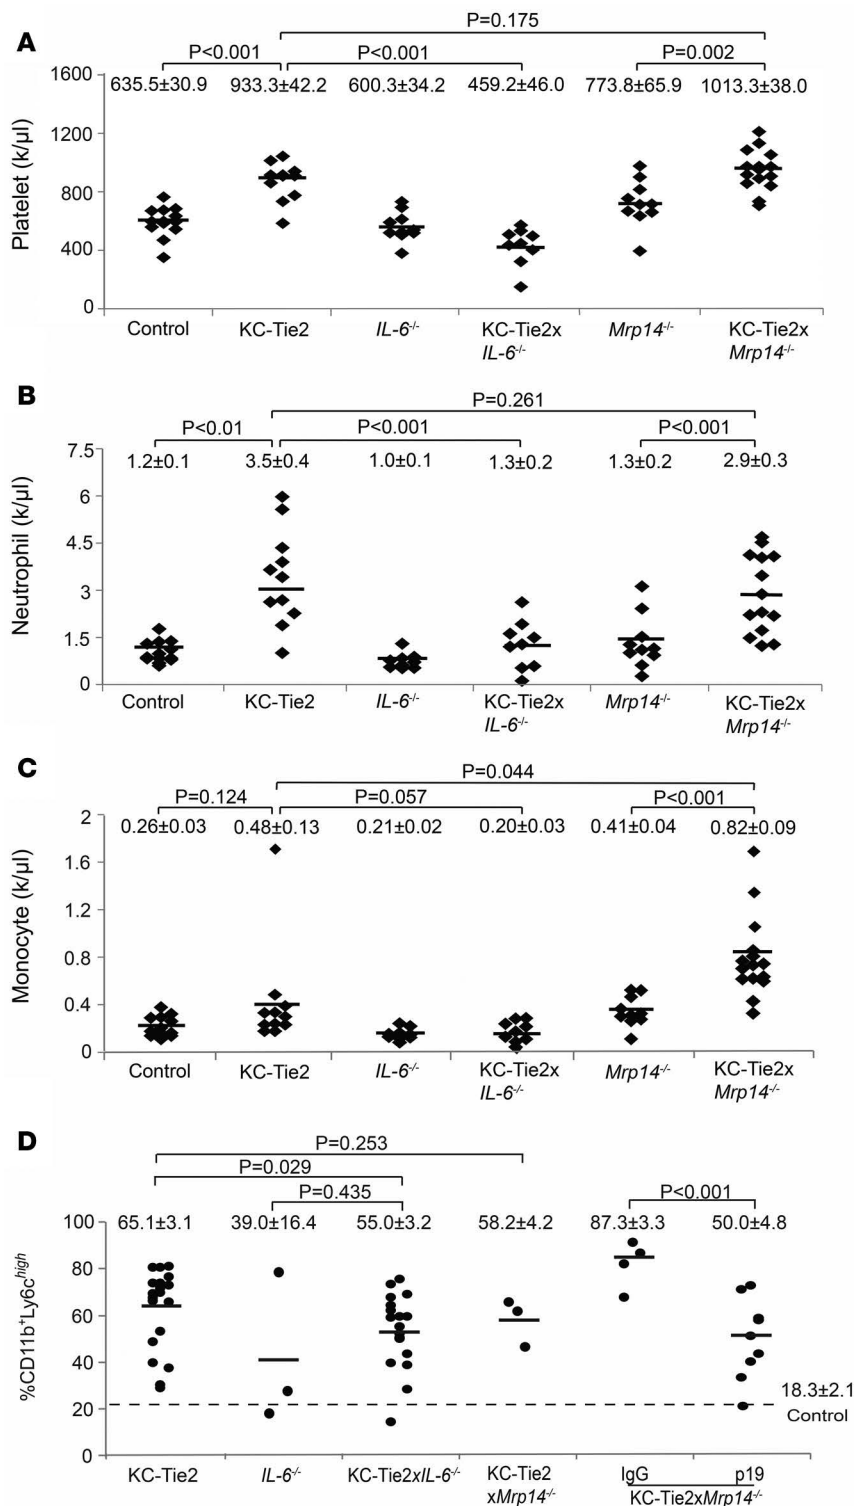 A
P=0.175
P<0.001 P<0.001 P=0.002
1600 635.5±30.9 933.3±42.2 600.3±34.2 459.2±46.0 773.8±65.9 1013.3±38.0
1200
800
400
0
Platelet (k/µl)
Control KC-Tie2 IL-6-/- KC-Tie2x Mrp14-/- KC-Tie2x
IL-6-/- Mrp14-/-
B
P=0.261
P<0.01 P<0.001 P<0.001
7.5 1.2±0.1 3.5±0.4 1.0±0.1 1.3±0.2 1.3±0.2 2.9±0.3
6
4.5
3
1.5
0
Neutrophil (k/µl)
Control KC-Tie2 IL-6-/- KC-Tie2x Mrp14-/- KC-Tie2x
IL-6-/- Mrp14-/-
C
P=0.044
P=0.124 P=0.057 P<0.001
2 0.26±0.03 0.48±0.13 0.21±0.02 0.20±0.03 0.41±0.04 0.82±0.09
1.6
1.2
0.8
0.4
0
Monocyte (k/µl)
Control KC-Tie2 IL-6-/- KC-Tie2x Mrp14-/- KC-Tie2x
IL-6-/- Mrp14-/-
D
P=0.253
P=0.029
P=0.435 P<0.001
100 65.1±3.1 39.0±16.4 55.0±3.2 58.2±4.2 87.3±3.3 50.0±4.8
80
60
40
20
0
%CD11b+Ly6chigh
18.3±2.1
Control
KC-Tie2 IL-6-/- KC-Tie2xIL-6-/- KC-Tie2 IgG p19
xMrp14-/- KC-Tie2xMrp14-/-